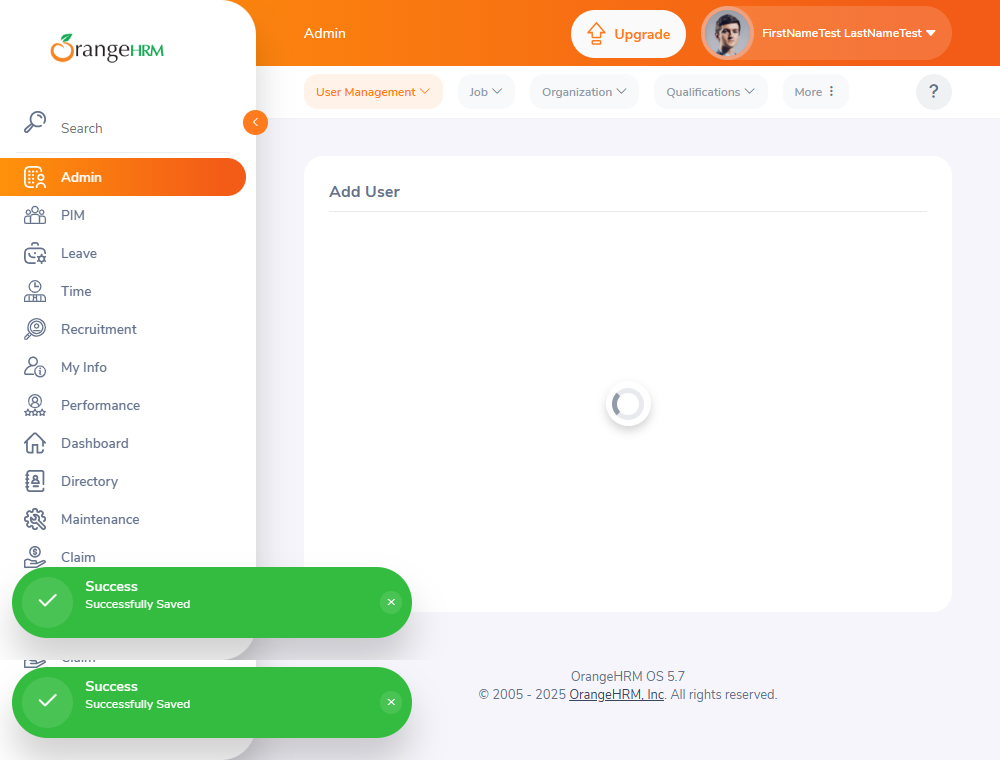 OrangeHRM
Admin
Upgrade
FirstNameTest LastNameTest
User Management
Job
Organization
Qualifications
More
?
Search
Admin
PIM
Leave
Time
Recruitment
My Info
Performance
Dashboard
Directory
Maintenance
Claim
Add User
Success
Successfully Saved
Claim
Success
Successfully Saved
OrangeHRM OS 5.7
© 2005 - 2025 OrangeHRM, Inc. All rights reserved.